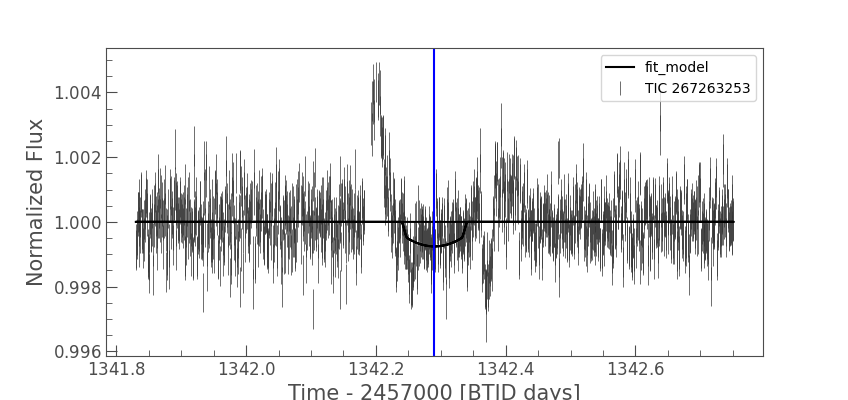 fit_model
TIC 267263253
1.004
1.002
1.000
0.998
0.996
Normalized Flux
1341.8 1342.0 1342.2 1342.4 1342.6
Time - 2457000 [BTJD days]